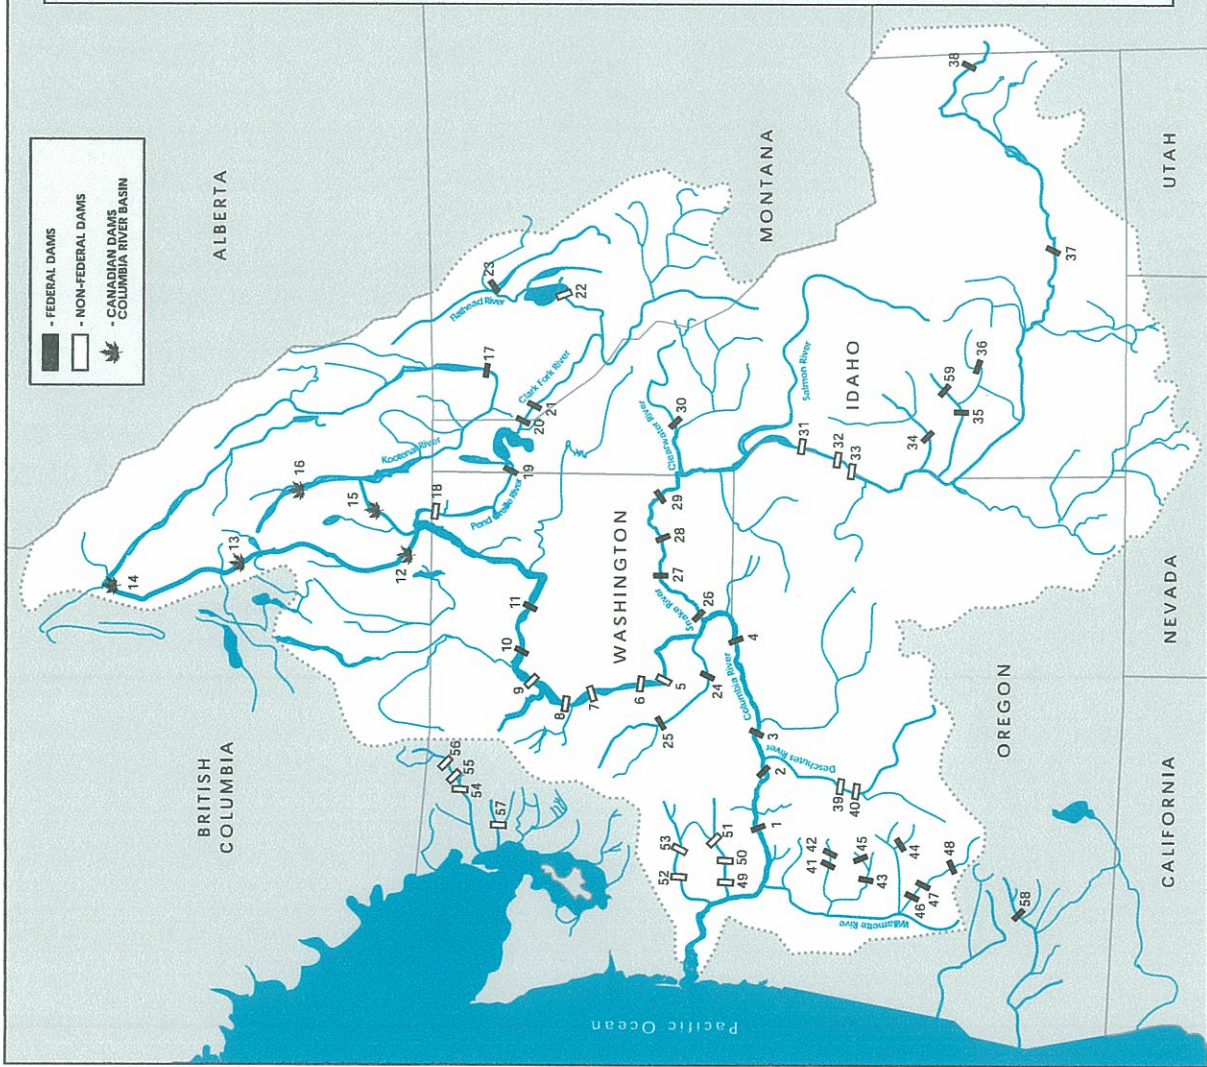 - FEDERAL DAMS
- NON-FEDERAL DAMS
- CANADIAN DAMS
COLUMBIA RIVER BASIN
ALBERTA
BRITISH
COLUMBIA
MONTANA
WASHINGTON
IDAHO
OREGON
UTAH
NEVADA
CALIFORNIA
Pacific Ocean
Flathead River
Clark Fork River
Kootenai River
Pend Oreille River
Clearwater River
Salmon River
Snake River
Columbia River
Deschutes River
Willamette Rive
1
2
3
4
5
6
7
8
9
10
11
12
13
14
15
16
17
18
19
20
21
22
23
24
25
26
27
28
29
30
31
32
33
34
35
36
37
38
39
40
41
42
43
44
45
46
47
48
49
50
51
52
53
54
55
56
57
58
59